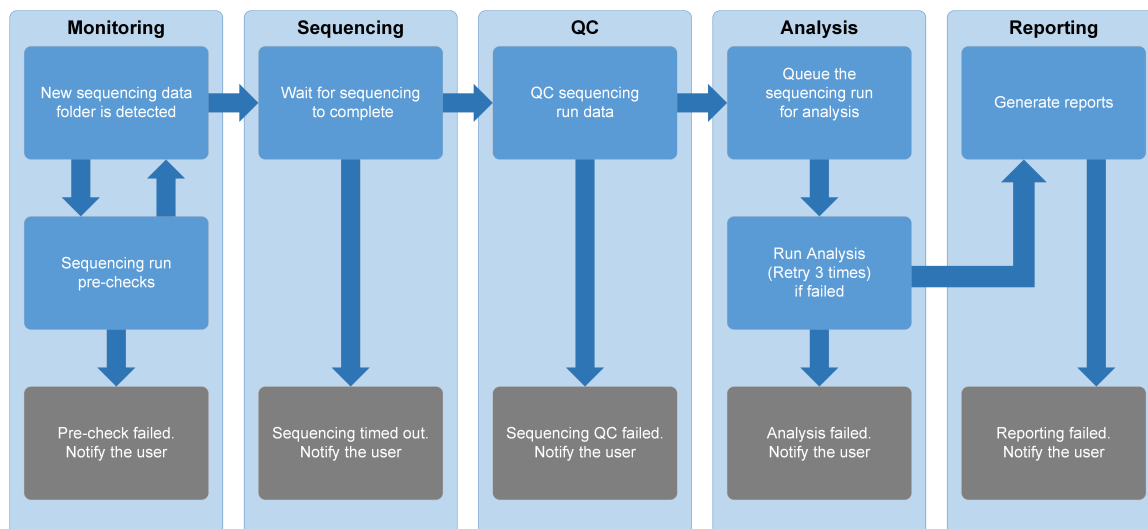 Monitoring
New sequencing data
folder is detected
Sequencing run
pre-checks
Pre-check failed.
Notify the user
Sequencing
Wait for sequencing
to complete
Sequencing timed out.
Notify the user
QC
QC sequencing
run data
Sequencing QC failed.
Notify the user
Analysis
Queue the
sequencing run
for analysis
Run Analysis
(Retry 3 times)
if failed
Analysis failed.
Notify the user
Reporting
Generate reports
Reporting failed.
Notify the user